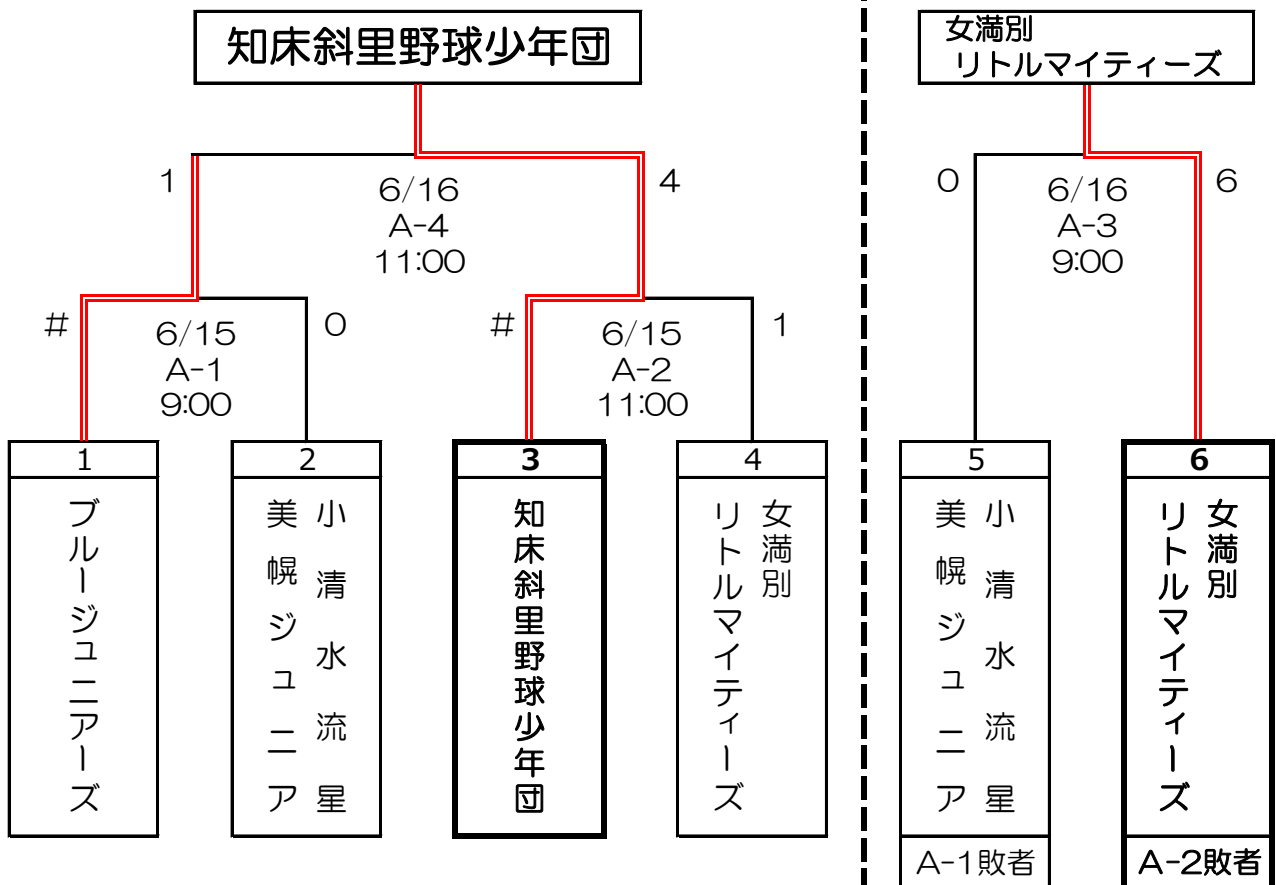 知床斜里野球少年団
女満別
リトルマイティーズ
1
6/16
A-4
11:00
4
0
6/16
A-3
9:00
6
#
6/15
A-1
9:00
0
#
6/15
A-2
11:00
1
1
ブルージュニアーズ
2
小清水流星
美幌ジュニア
3
知床斜里野球少年団
4
女満別
リトルマイティーズ
5
小清水流星
美幌ジュニア
A-1敗者
6
女満別
リトルマイティーズ
A-2敗者